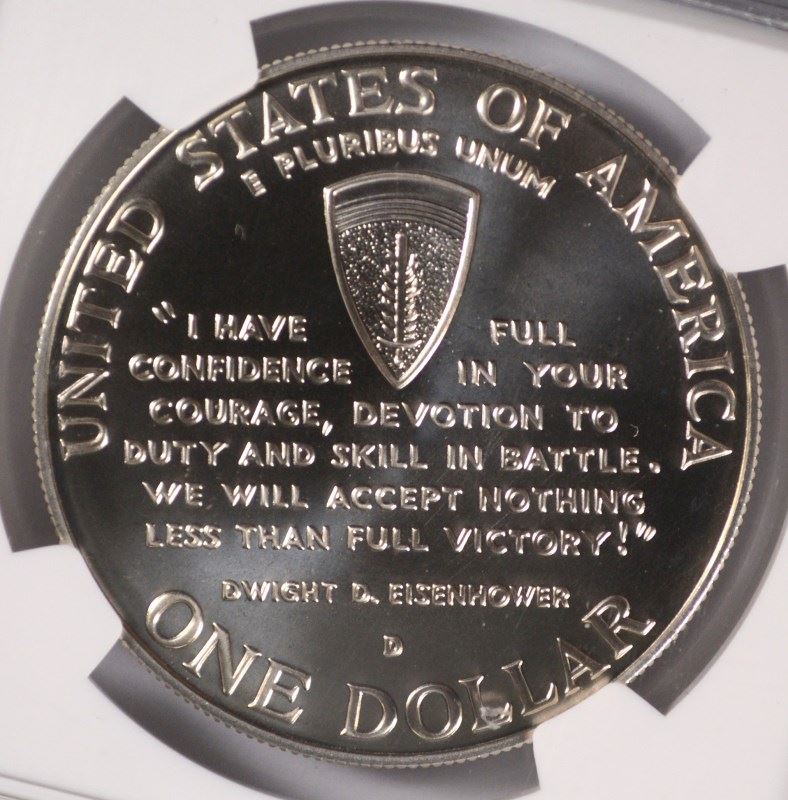 UNITED STATES OF AMERICA
E PLURIBUS UNUM
"I HAVE FULL
CONFIDENCE IN YOUR
COURAGE, DEVOTION TO
DUTY AND SKILL IN BATTLE.
WE WILL ACCEPT NOTHING
LESS THAN FULL VICTORY!"
DWIGHT D. EISENHOWER
D
ONE DOLLAR